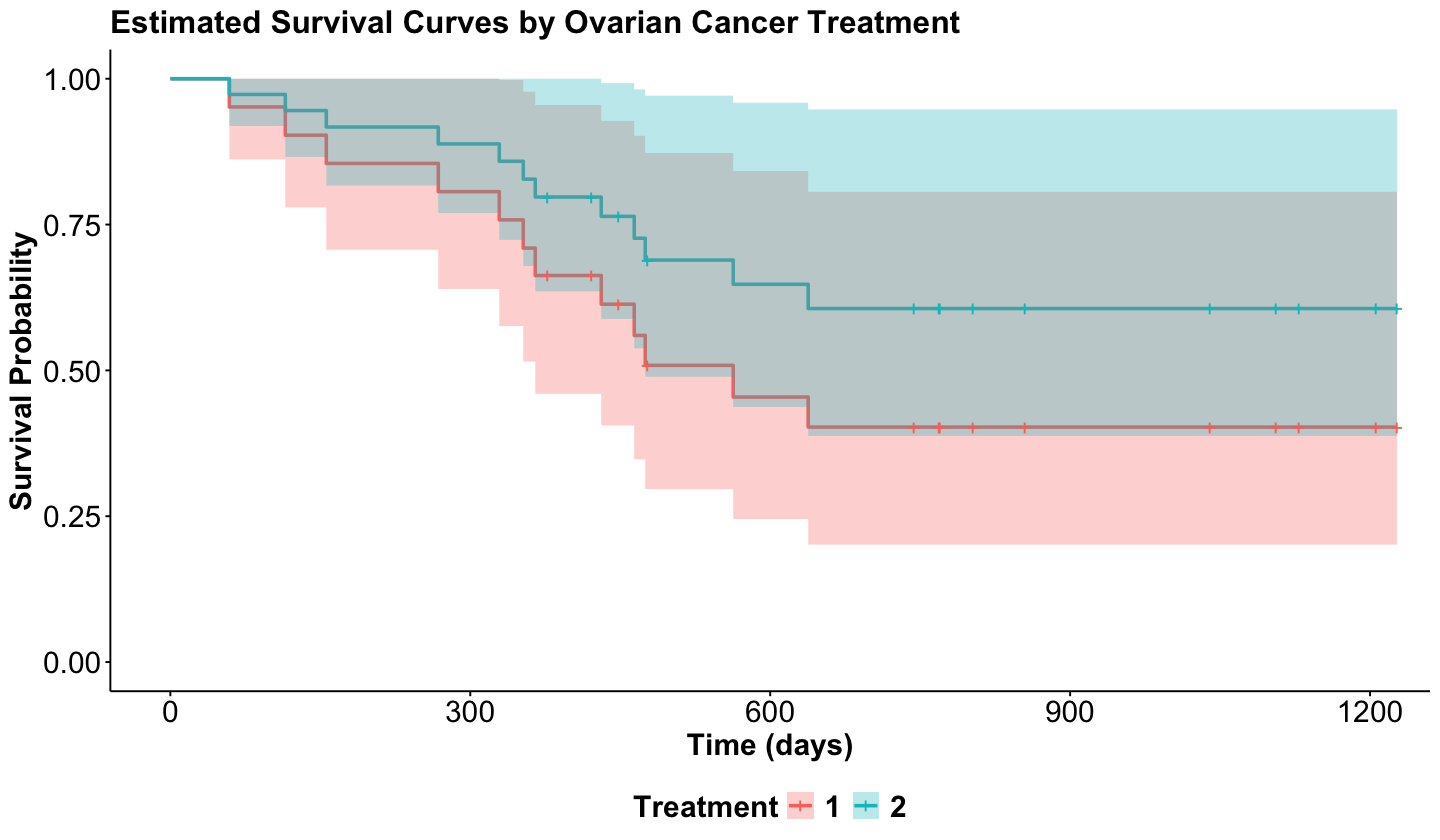 Estimated Survival Curves by Ovarian Cancer Treatment
Survival Probability
1.00
0.75
0.50
0.25
0.00
0 300 600 900 1200
Time (days)
Treatment 1 2